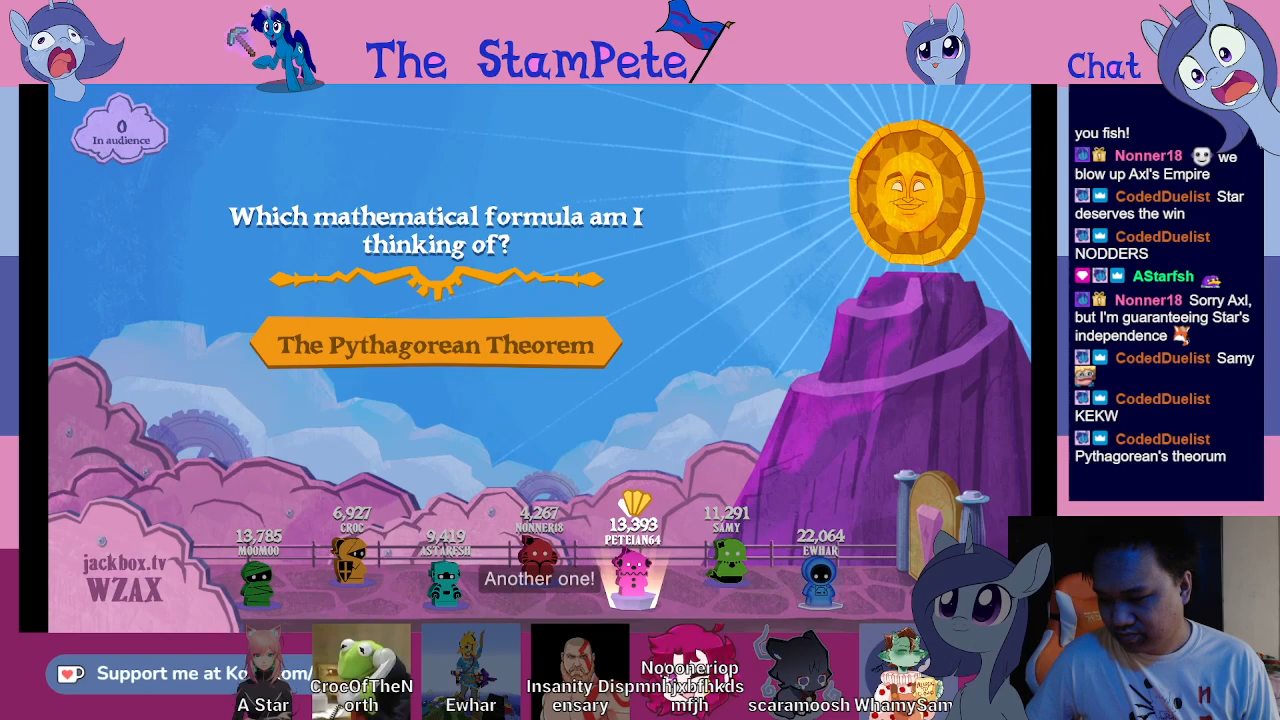 The StamPete
Chat
0
In audience
Which mathematical formula am I
thinking of?
The Pythagorean Theorem
13,785
MOOMOO
6,927
CROC
9,419
ASTARFSH
4,267
NONNER18
13,393
PETEIAN64
11,291
SAMY
22,064
EWHAR
Another one!
jackbox.tv
WZAX
you fish!
Nonner18 we
blow up Axl's Empire
CodedDuelist Star
deserves the win
CodedDuelist
NODDERS
AStarfsh
Nonner18 Sorry Axl,
but I'm guaranteeing Star's
independence
CodedDuelist Samy
CodedDuelist
KEKW
CodedDuelist
Pythagorean's theorum
Support me at Ko
om/
A Star
CrocOfTheN
orth
Ewhar
Insanity Disp
ensary
Noooneriop
mnhjxbfhkds
mfjh
scaramoosh
WhamySam